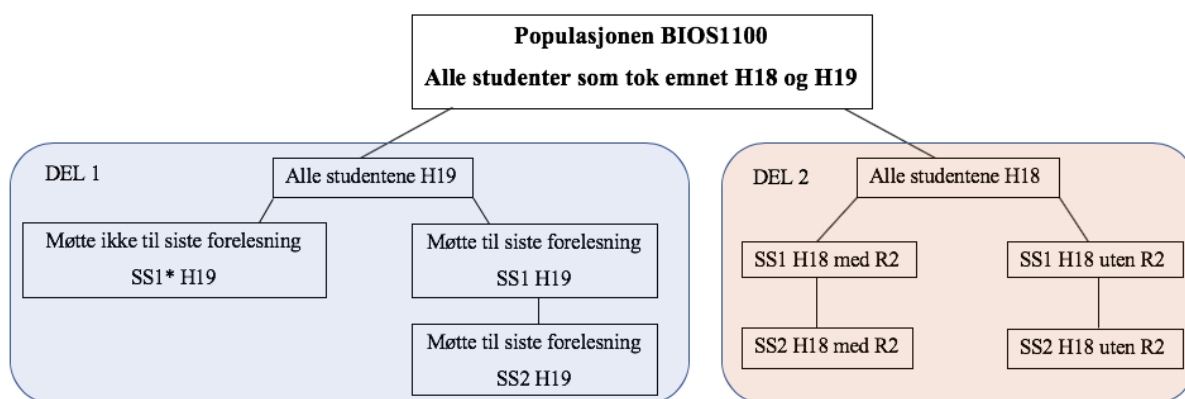 Populasjonen BIOS1100
Alle studenter som tok emnet H18 og H19
DEL 1
Alle studentene H19
Møtte ikke til siste forelesning
SS1* H19
Møtte til siste forelesning
SS1 H19
Møtte til siste forelesning
SS2 H19
DEL 2
Alle studentene H18
SS1 H18 med R2
SS1 H18 uten R2
SS2 H18 med R2
SS2 H18 uten R2